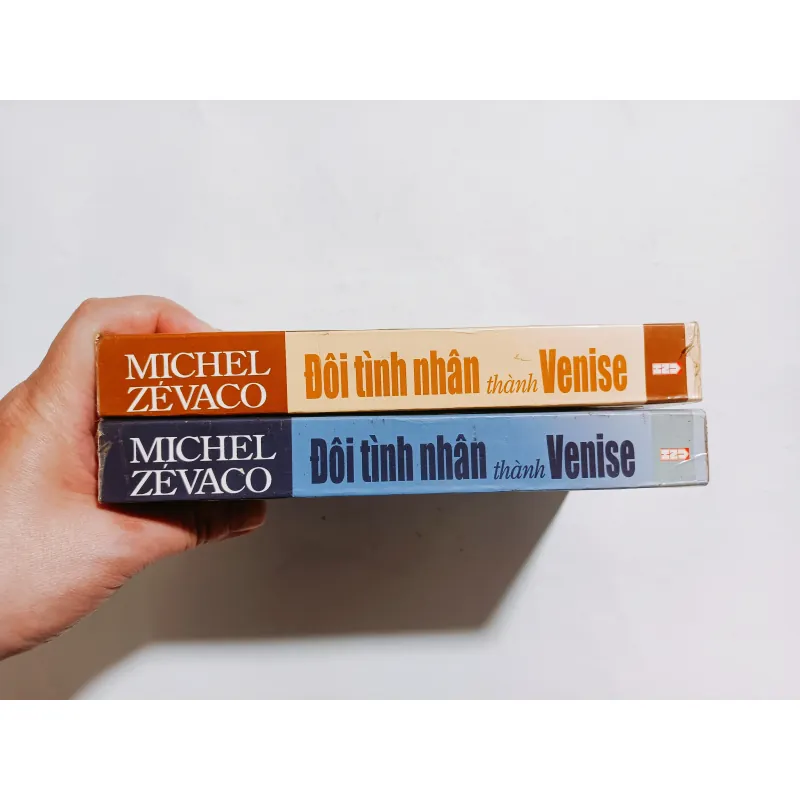 MICHEL
ZÉVACO
Đôi tình nhân thành Venise
MICHEL
ZÉVACO
Đôi tình nhân thành Venise